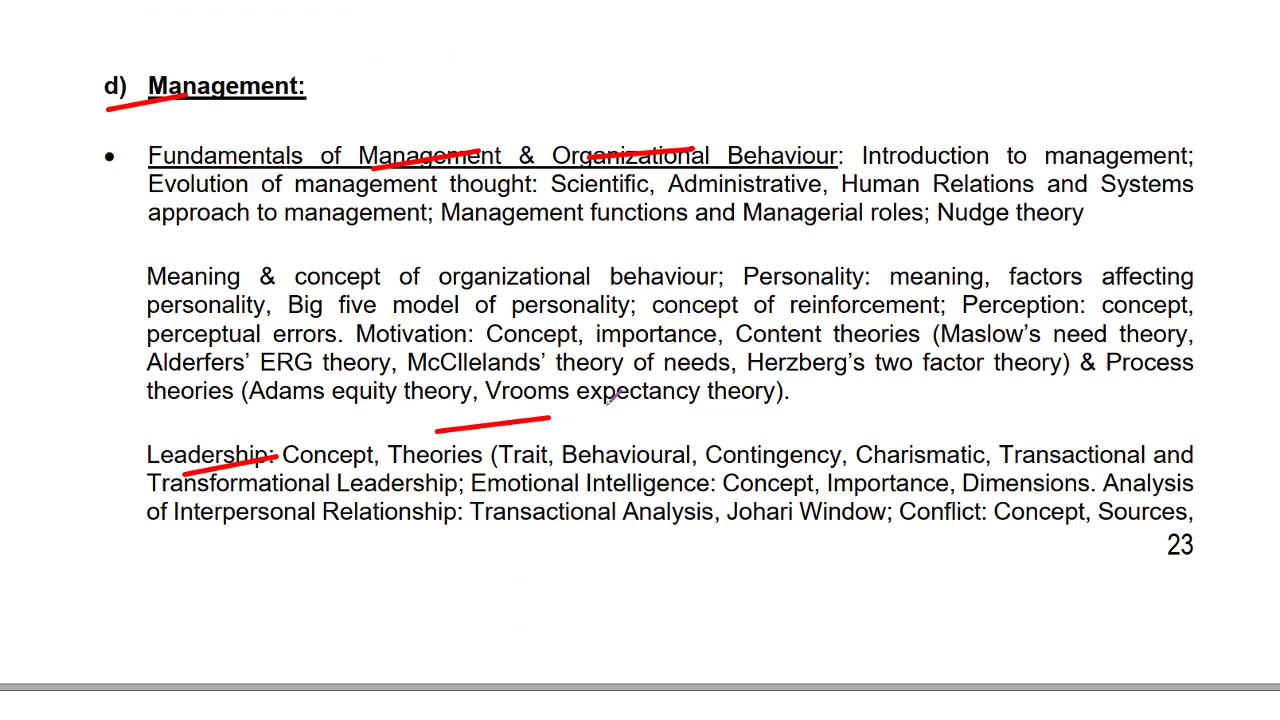 d) Management:
• Fundamentals of Management & Organizational Behaviour: Introduction to management;
Evolution of management thought: Scientific, Administrative, Human Relations and Systems
approach to management; Management functions and Managerial roles; Nudge theory
Meaning & concept of organizational behaviour; Personality: meaning, factors affecting
personality, Big five model of personality; concept of reinforcement; Perception: concept,
perceptual errors. Motivation: Concept, importance, Content theories (Maslow’s need theory,
Alderfers’ ERG theory, McCllelands’ theory of needs, Herzberg’s two factor theory) & Process
theories (Adams equity theory, Vrooms expectancy theory).
Leadership: Concept, Theories (Trait, Behavioural, Contingency, Charismatic, Transactional and
Transformational Leadership; Emotional Intelligence: Concept, Importance, Dimensions. Analysis
of Interpersonal Relationship: Transactional Analysis, Johari Window; Conflict: Concept, Sources,
23